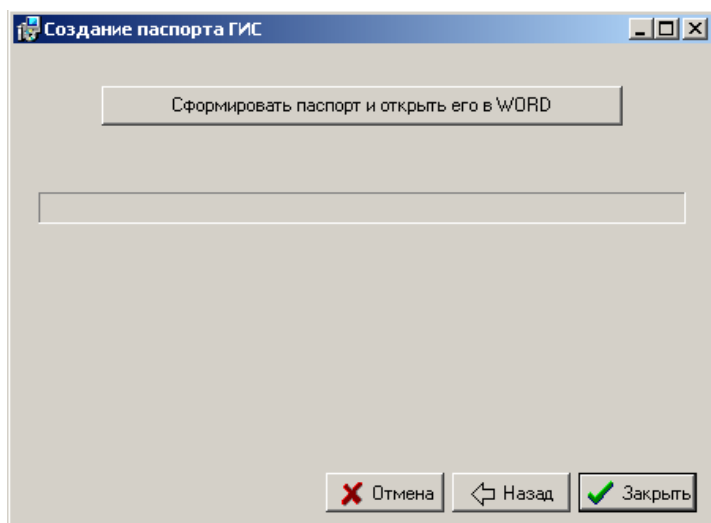 Создание паспорта ГИС
Сформировать паспорт и открыть его в WORD
Отмена
Назад
Закрыть